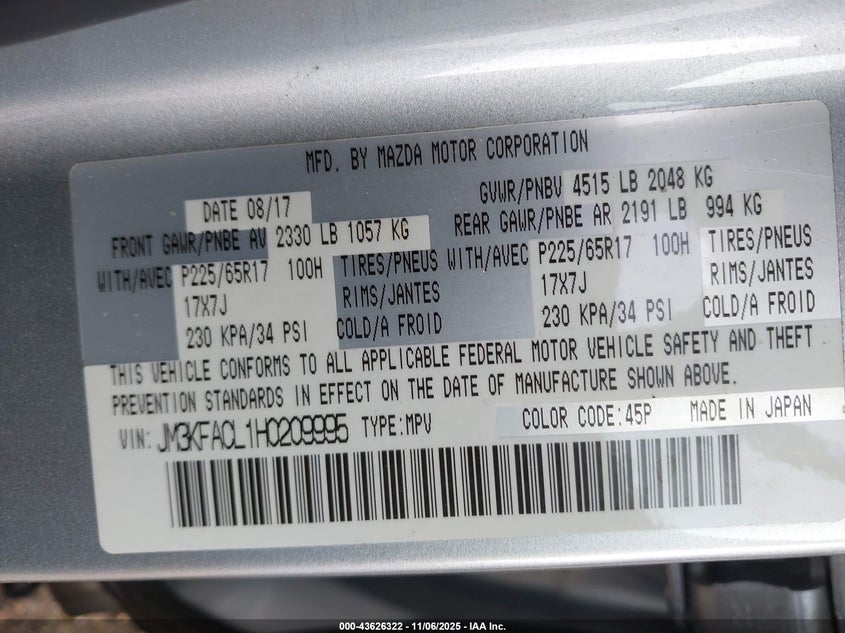 MFD. BY MAZDA MOTOR CORPORATION
DATE 08/17
GVWR/PNBV 4515 LB 2048 KG
FRONT GAWR/PNBE AV 2330 LB 1057 KG
REAR GAWR/PNBE AR 2191 LB 994 KG
WITH/AVEC P225/65R17 100H TIRES/PNEUS
17X7J RIMS/JANTES
230 KPA/34 PSI COLD/A FROID
WITH/AVEC P225/65R17 100H TIRES/PNEUS
17X7J RIMS/JANTES
230 KPA/34 PSI COLD/A FROID
THIS VEHICLE CONFORMS TO ALL APPLICABLE FEDERAL MOTOR VEHICLE SAFETY AND THEFT
PREVENTION STANDARDS IN EFFECT ON THE DATE OF MANUFACTURE SHOWN ABOVE.
VIN: JM3KFACL1H0209995 TYPE:MPV COLOR CODE:45P MADE IN JAPAN
000-43626322 - 11/06/2025 - IAA Inc.